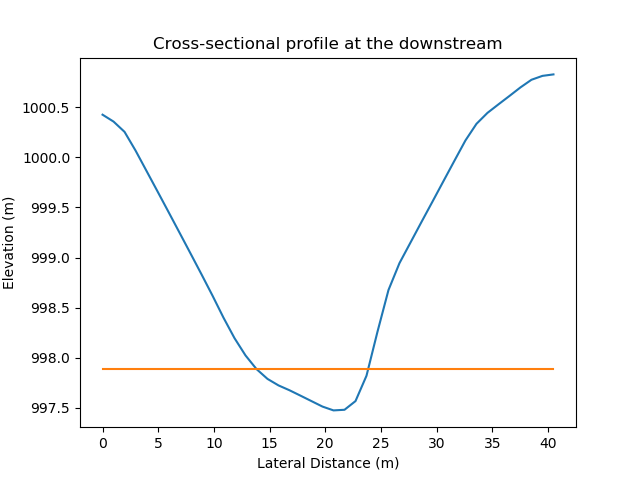 Cross-sectional profile at the downstream
1000.5
1000.0
999.5
999.0
998.5
998.0
997.5
Elevation (m)
0 5 10 15 20 25 30 35 40
Lateral Distance (m)